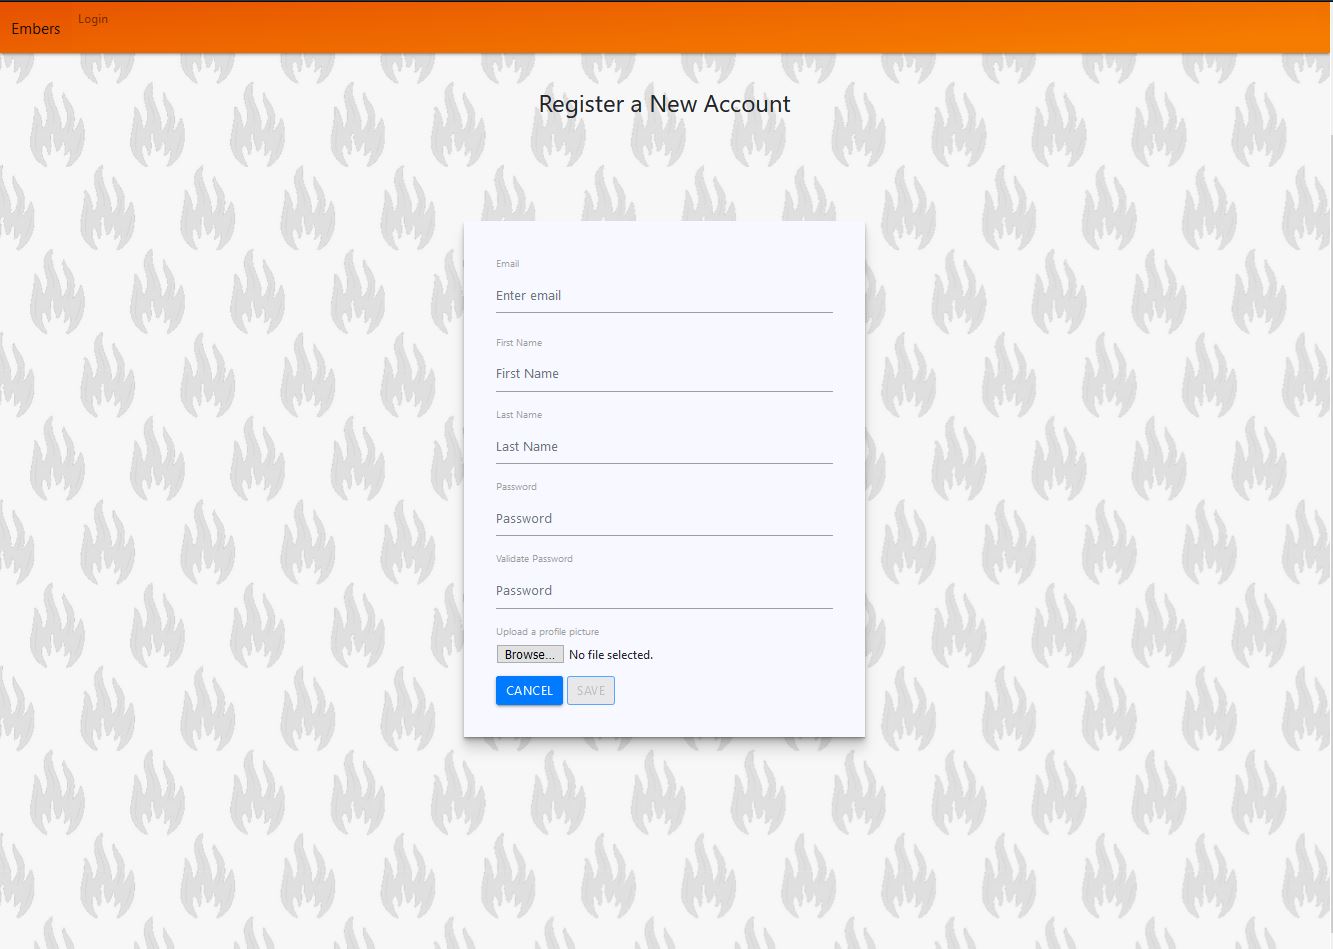 Embers Login
Register a New Account
Email
Enter email
First Name
First Name
Last Name
Last Name
Password
Password
Validate Password
Password
Upload a profile picture
Browse... No file selected.
CANCEL SAVE